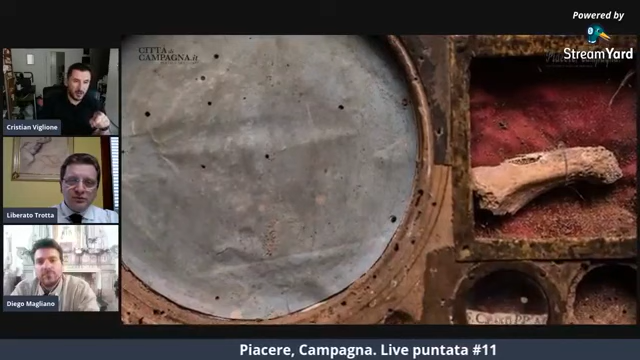 Powered by
StreamYard
CITTÀ di
CAMPAGNA.it
Cristian Viglione
Liberato Trotta
Diego Magliano
Piacere, Campagna. Live puntata #11